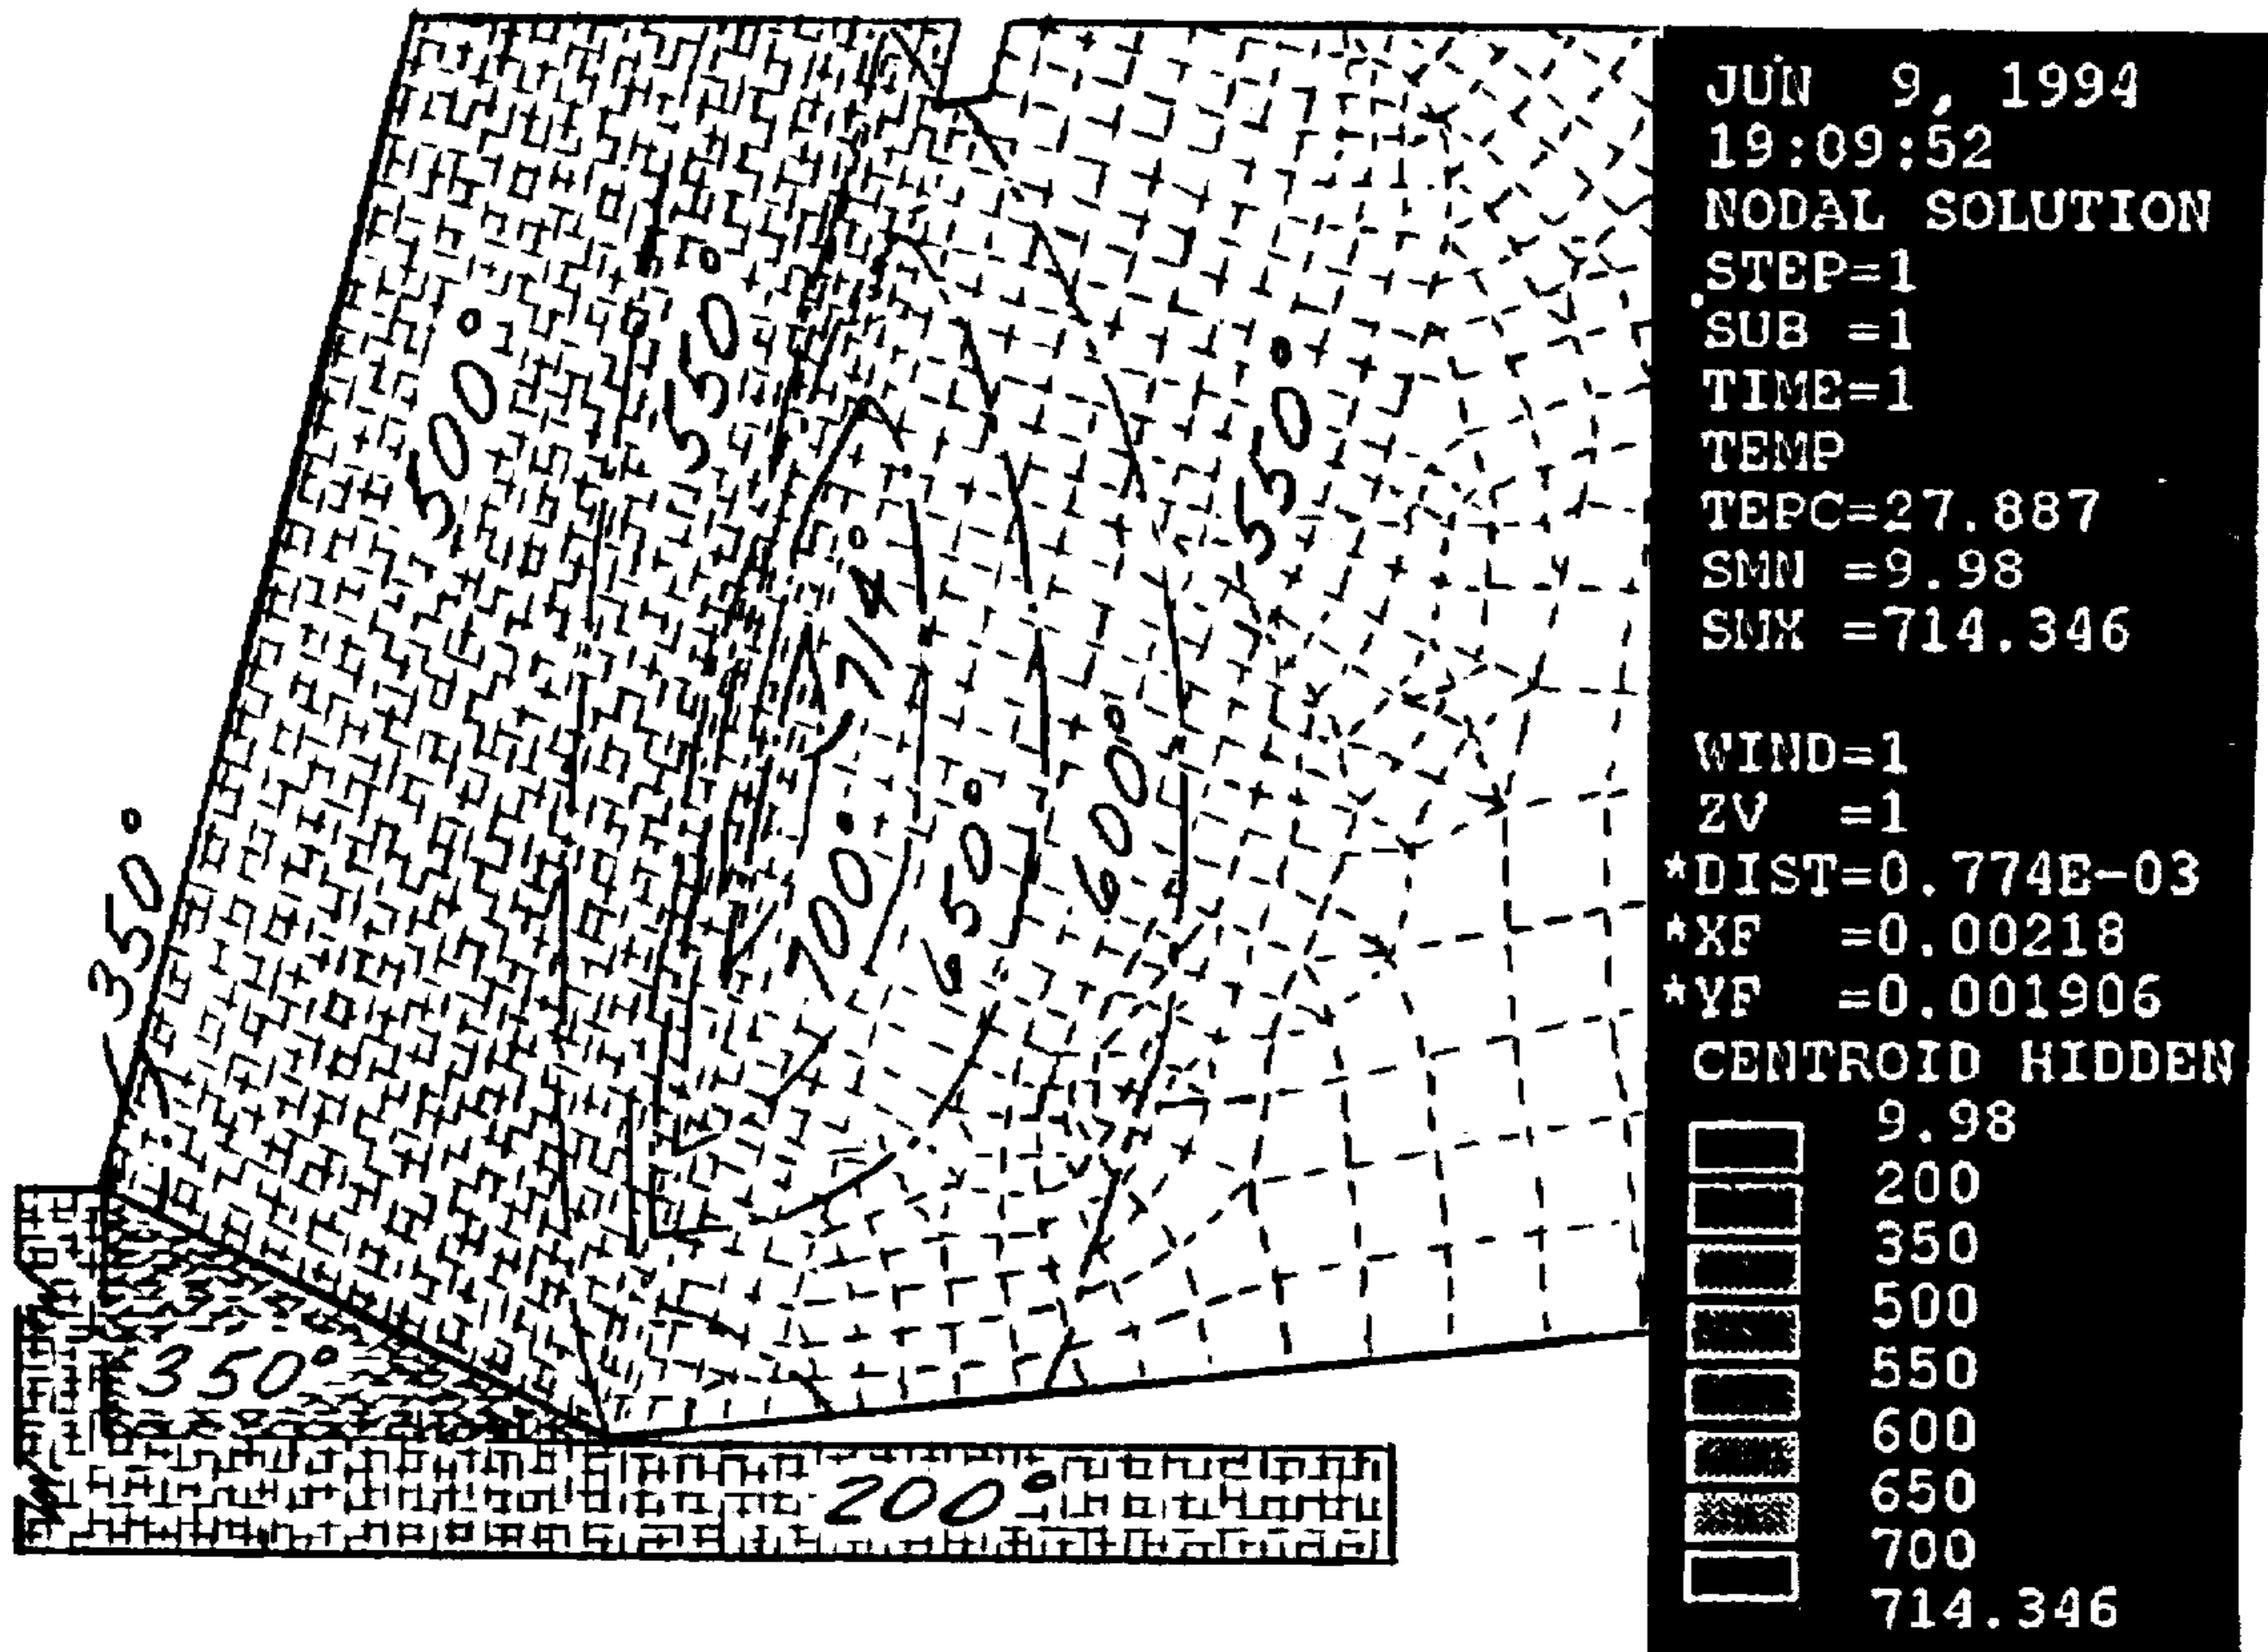 JUN 9, 1994
19:09:52
NODAL SOLUTION
STEP=1
SUB =1
TIME=1
TEMP
TEPC=27.887
SMN =9.98
SMX =714.346
WIND=1
ZV =1
*DIST=0.774E-03
*XF =0.00218
*YF =0.001906
CENTROID HIDDEN
9.98
200
350
500
550
600
650
700
714.346
500°
550°
550°
714°
700°
650°
600°
<350°
350°
200°